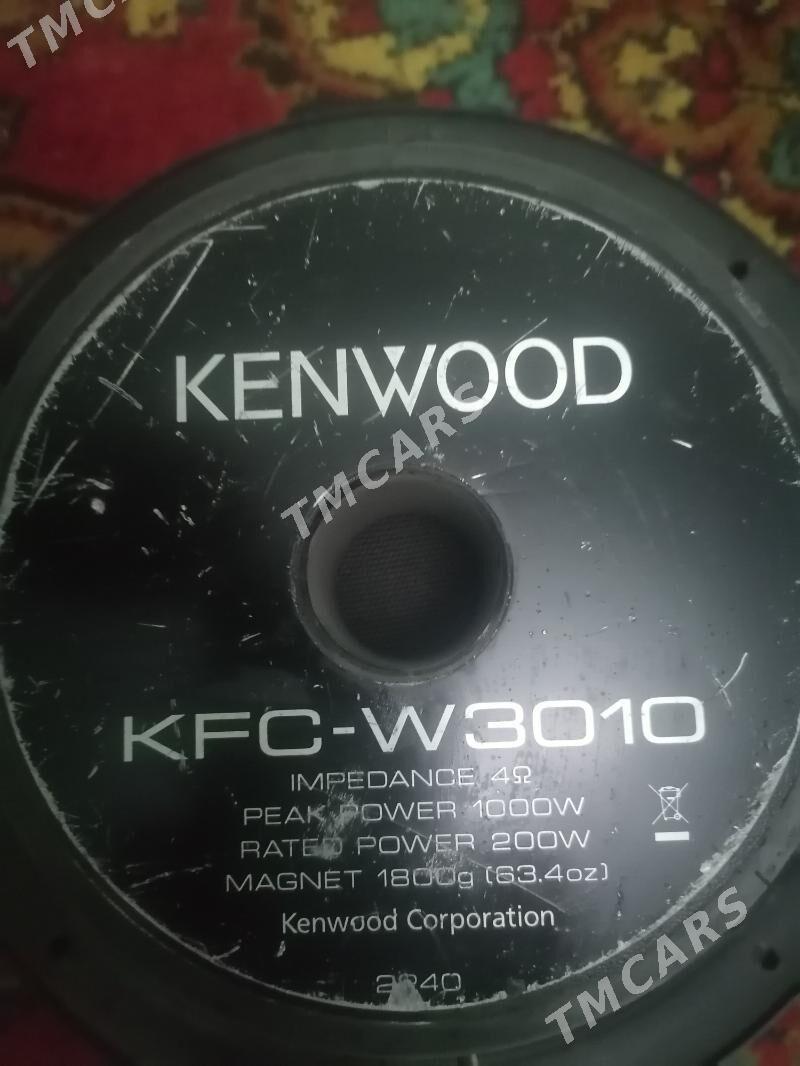 TMCARS
KENWOOD
TMCARS
KFC-W3010
IMPEDANCE 4Ω
PEAK POWER 1000W
RATED POWER 200W
MAGNET 1800g (63.4oz)
Kenwood Corporation
TMCARS